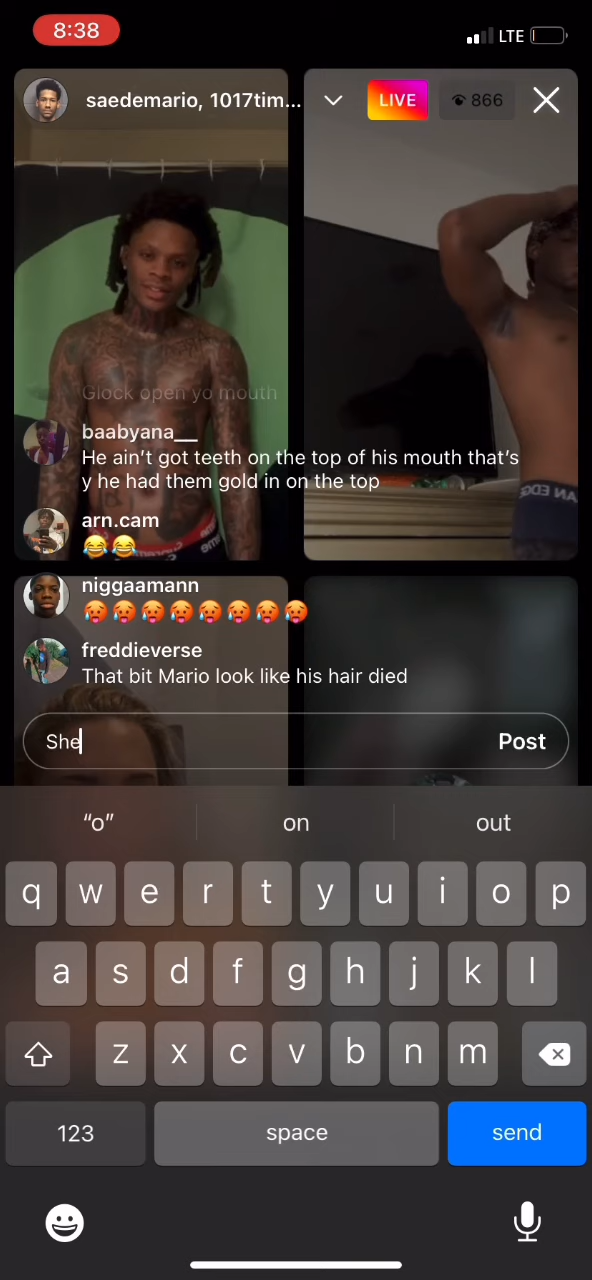 8:38
LTE
saedemario, 1017tim...
LIVE
866
Glock open yo mouth
baabyana__
He ain't got teeth on the top of his mouth that's
y he had them gold in on the top
arn.cam
😂😂
niggaamann
🥵🥵🥵🥵🥵🥵🥵🥵
freddieverse
That bit Mario look like his hair died
She
Post
“o”
on
out
q w e r t y u i o p
a s d f g h j k l
z x c v b n m
123
space
send